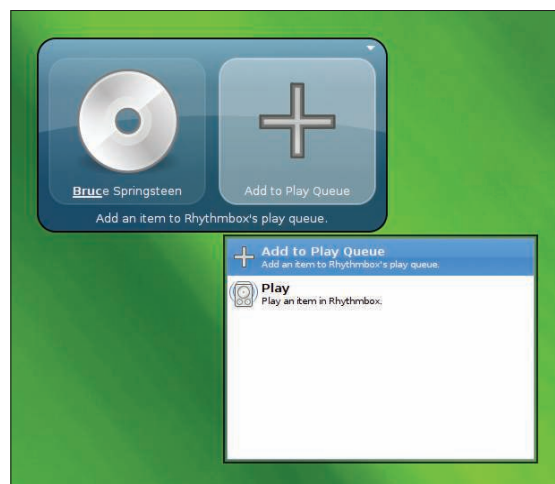 Bruce Springsteen
Add to Play Queue
Add an item to Rhythmbox's play queue.
Add to Play Queue
Add an item to Rhythmbox's play queue.
Play
Play an item in Rhythmbox.